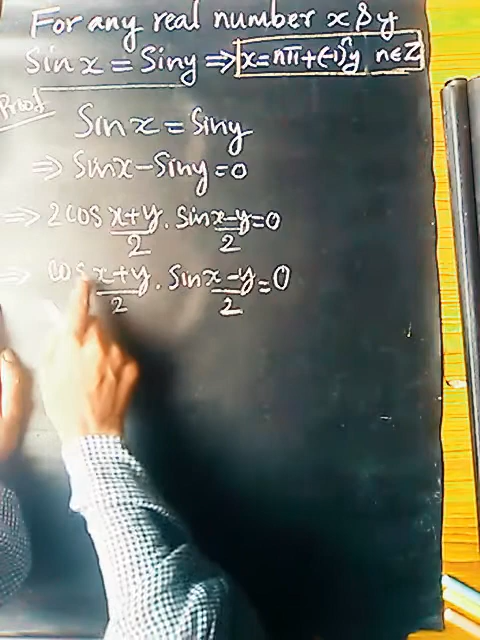 For any real number x & y
Sin x = Sin y ⇒ x = nπ + (-1)ⁿy n∈Z
Proof
Sin x = Sin y
⇒ Sin x - Sin y = 0
⇒ 2 cos x+y/2 . Sin x-y/2 = 0
⇒ cos x+y/2 . Sin x-y/2 = 0